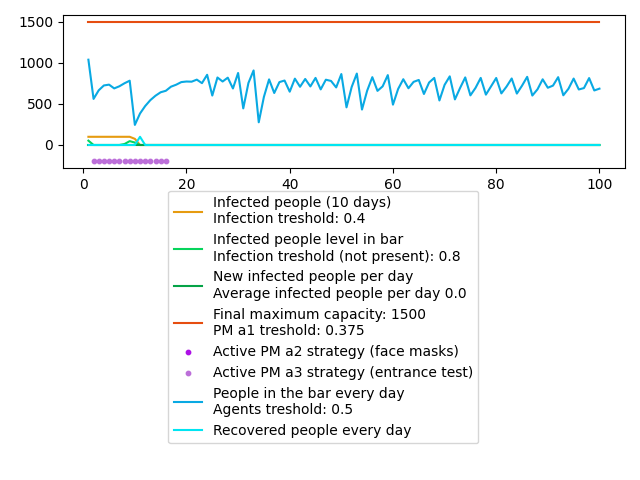 1500
1000
500
0
0
20
40
60
80
100
Infected people (10 days)
Infection treshold: 0.4
Infected people level in bar
Infection treshold (not present): 0.8
New infected people per day
Average infected people per day 0.0
Final maximum capacity: 1500
PM a1 treshold: 0.375
Active PM a2 strategy (face masks)
Active PM a3 strategy (entrance test)
People in the bar every day
Agents treshold: 0.5
Recovered people every day